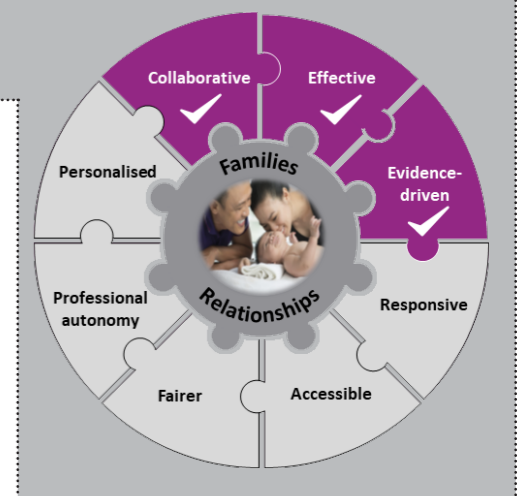 Collaborative
Effective
Evidence-
driven
Responsive
Accessible
Fairer
Professional
autonomy
Personalised
Families
Relationships